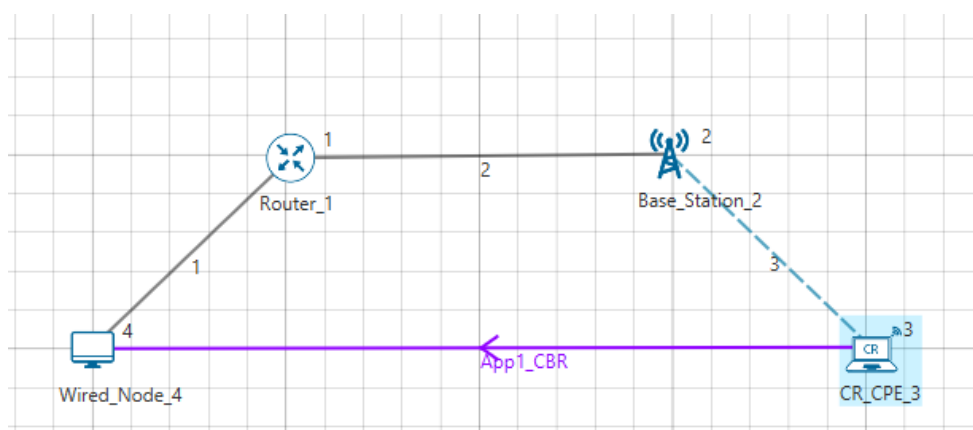 1
2
Router_1
2
Base_Station_2
1
3
4
App1_CBR
CR
3
Wired_Node_4
CR_CPE_3